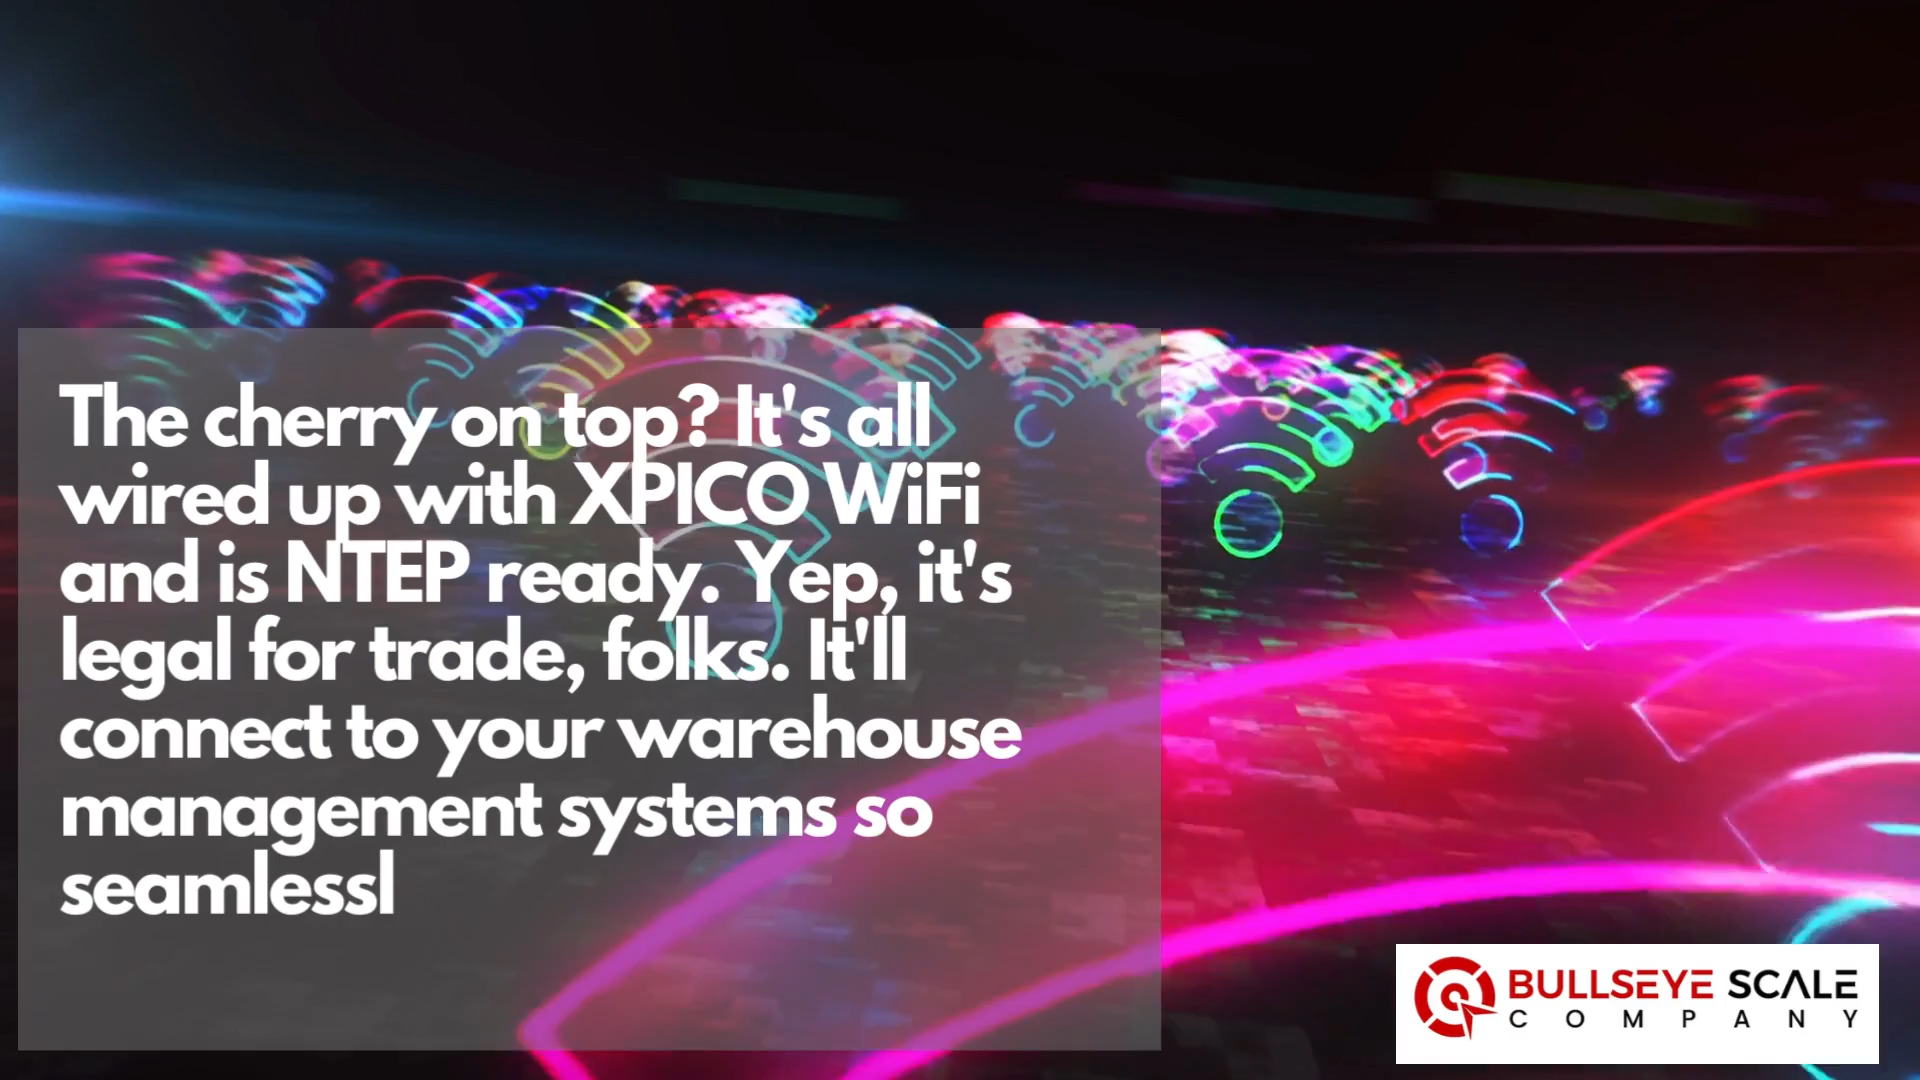 The cherry on top? It's all
wired up with XPICO WiFi
and is NTEP ready. Yep, it's
legal for trade, folks. It'll
connect to your warehouse
management systems so
seamlessl
BULLSEYE SCALE
COMPANY